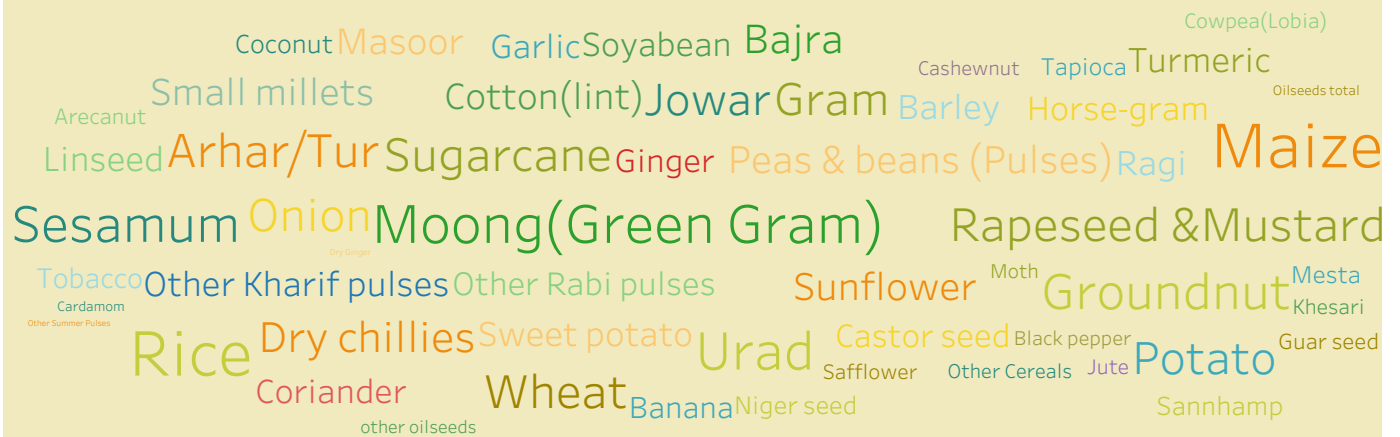 Cowpea(Lobia)
Coconut Masoor Garlic Soyabean Bajra
Cashewnut Tapioca Turmeric
Small millets Cotton(lint) Jowar Gram Barley Horse-gram Oilseeds total
Arecanut
Linseed Arhar/Tur Sugarcane Ginger Peas & beans (Pulses) Ragi Maize
Sesamum Onion Moong(Green Gram) Rapeseed &Mustard
Dry Ginger
Tobacco Other Kharif pulses Other Rabi pulses Sunflower Moth Groundnut Mesta
Cardamom Khesari
Other Summer Pulses
Rice Dry chillies Sweet potato Urad Castor seed Black pepper Potato Guar seed
Safflower Other Cereals Jute
Coriander Wheat Banana Niger seed Sannhamp
other oilseeds